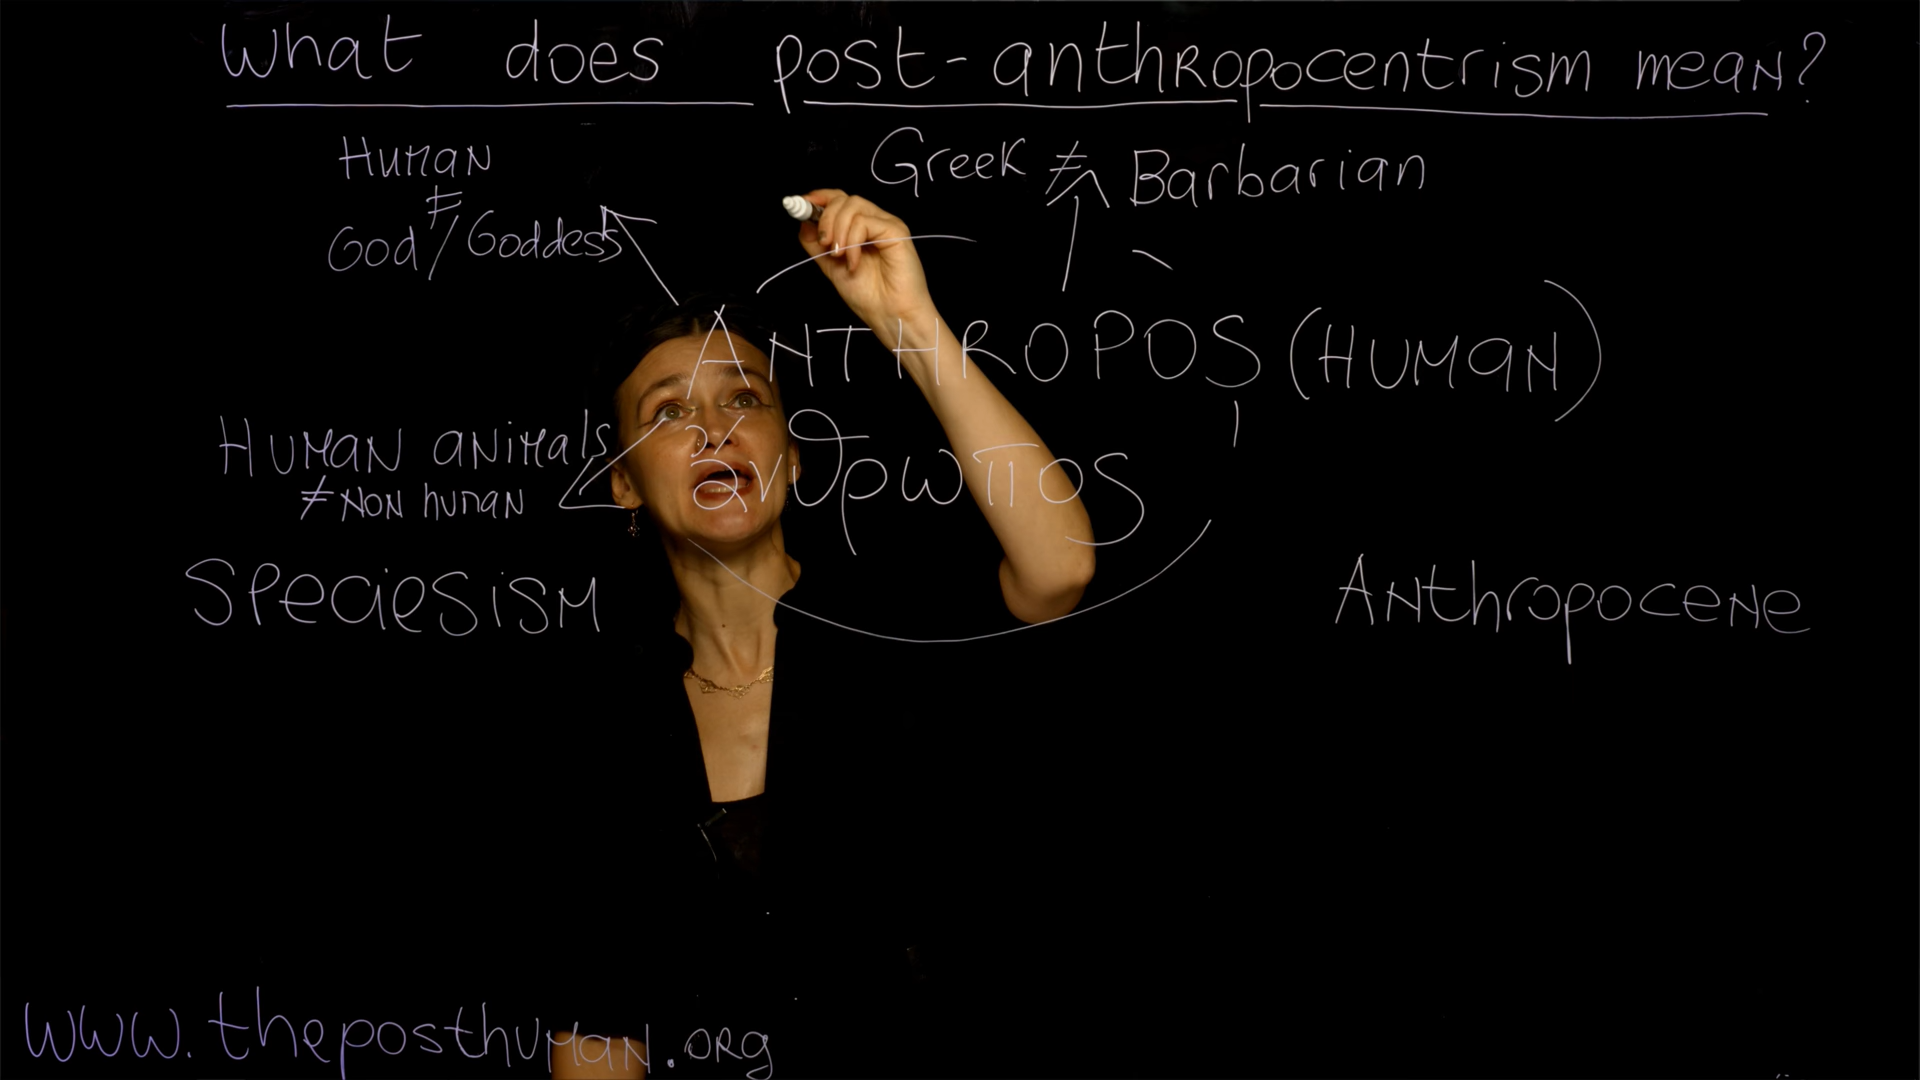 What does post-anthropocentrism mean?
Human
≠
God/Goddess
Greek ≠ Barbarian
ANTHROPOS (HUMAN)
ἄνθρωπος
HUMAN animals
≠ NON human
Speciesism
Anthropocene
www.theposthuman.org